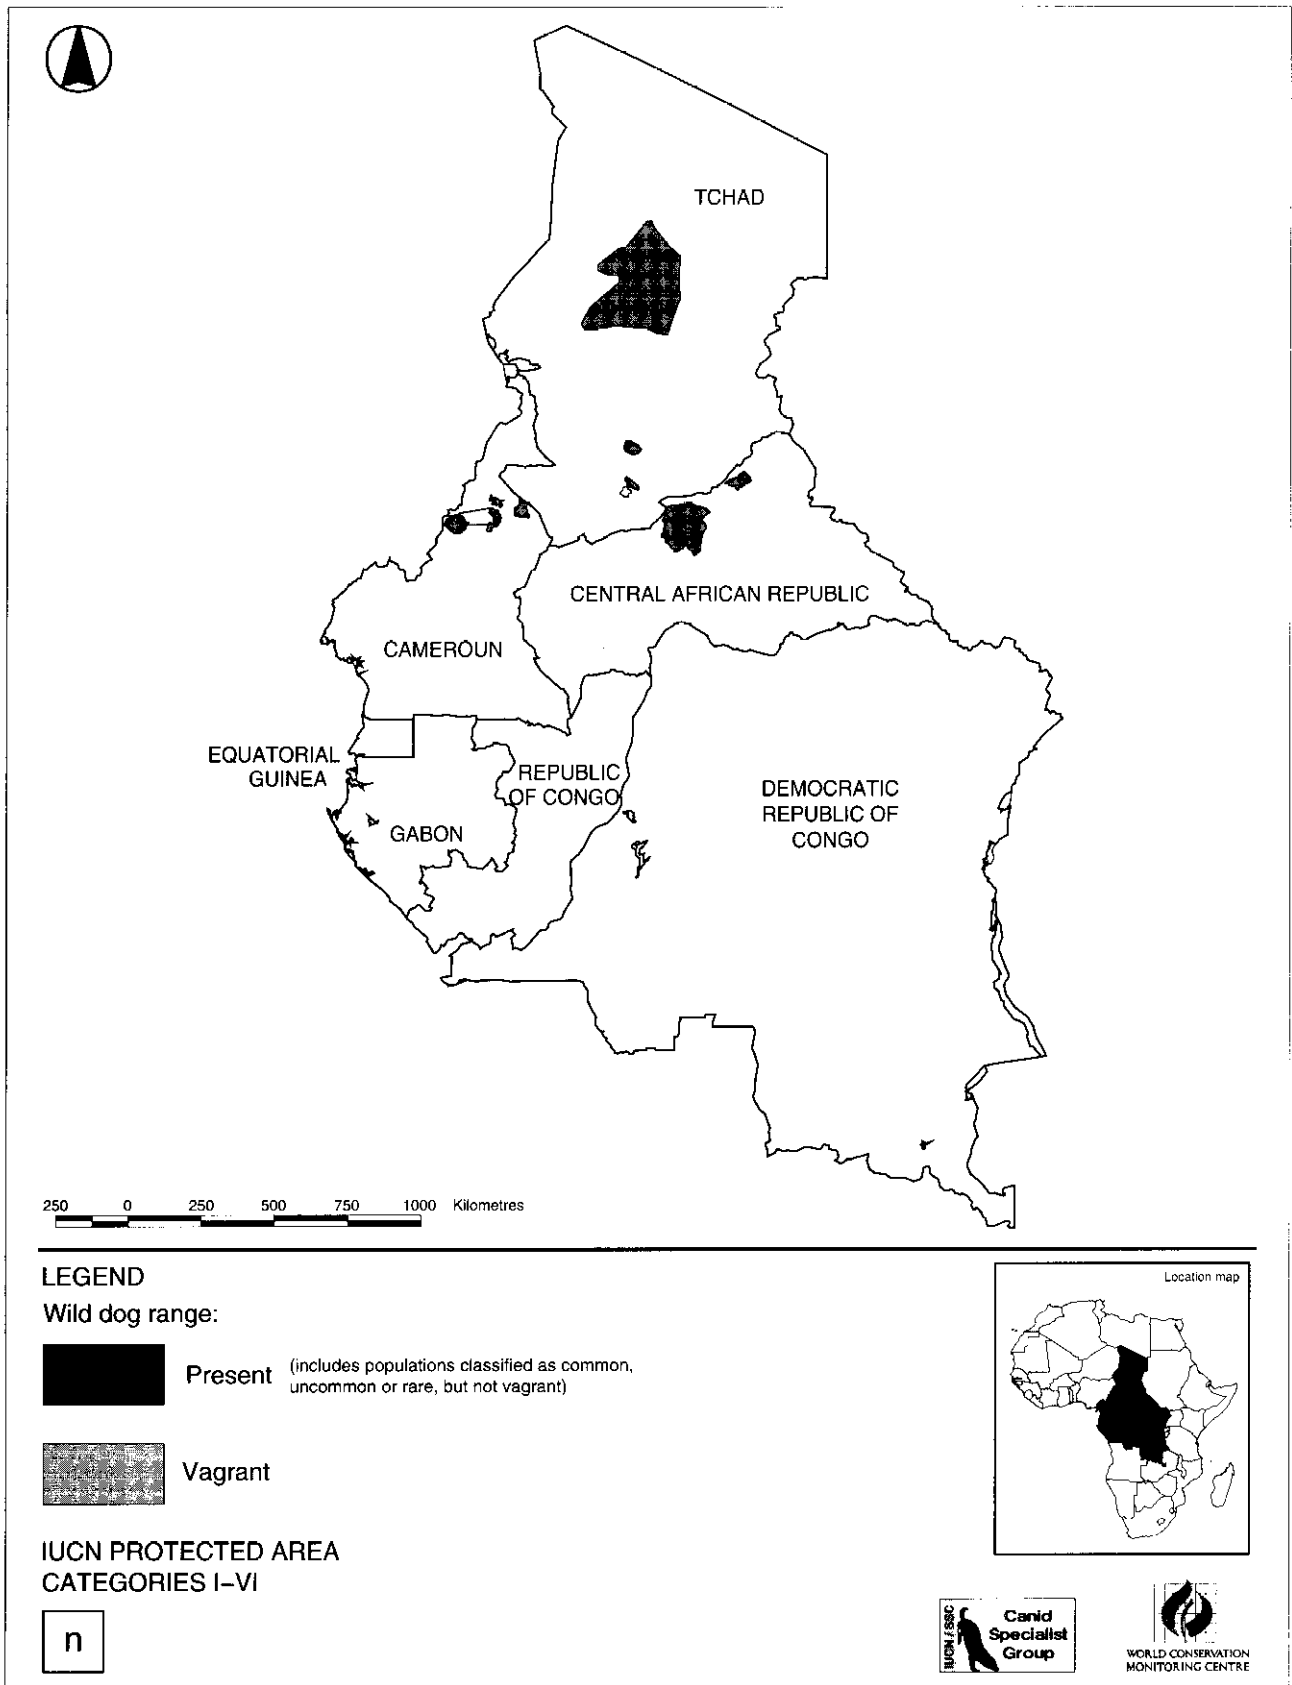 TCHAD
CENTRAL AFRICAN REPUBLIC
CAMEROUN
EQUATORIAL
GUINEA
REPUBLIC
OF CONGO
GABON
DEMOCRATIC
REPUBLIC OF
CONGO
250 0 250 500 750 1000 Kilometres
LEGEND
Wild dog range:
Present (includes populations classified as common,
uncommon or rare, but not vagrant)
Vagrant
IUCN PROTECTED AREA
CATEGORIES I–VI
n
Location map
IUCN / SSC
Canid
Specialist
Group
WORLD CONSERVATION
MONITORING CENTRE